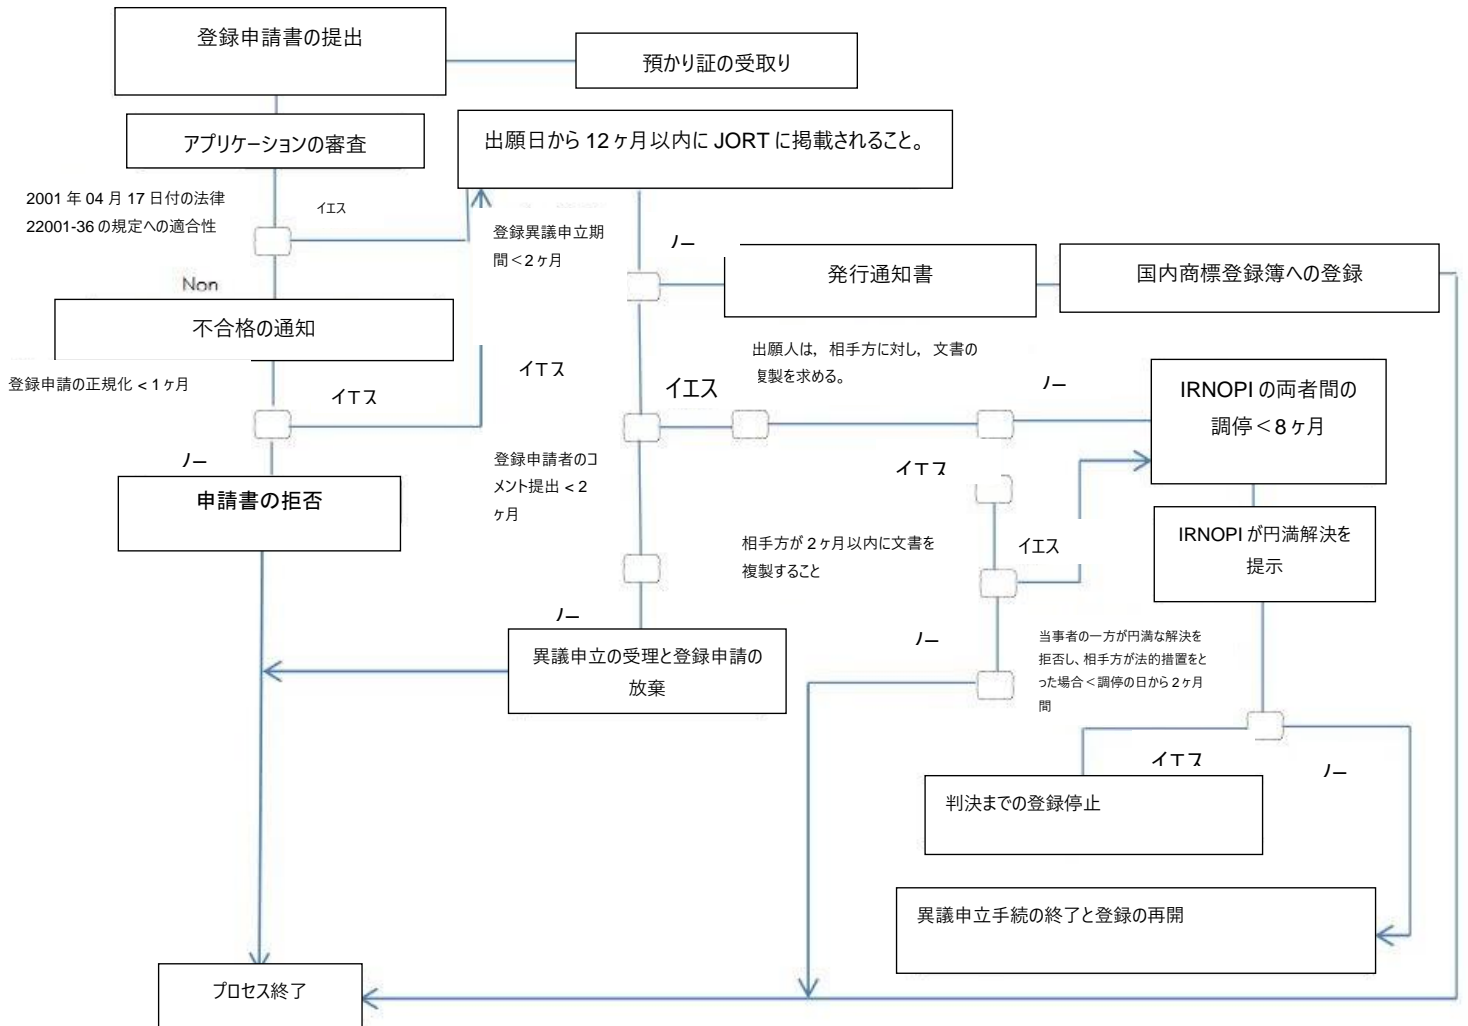 登録申請書の提出
預かり証の受取り
アプリケーションの審査
出願日から 12 ヶ月以内に JORT に掲載されること。
2001 年 04 月 17 日付の法律
22001-36 の規定への適合性
イエス
登録異議申立期
間＜2ヶ月
ノー
発行通知書
国内商標登録簿への登録
Non
不合格の通知
登録申請の正規化 < 1 ヶ月
イエス
イエス
出願人は，相手方に対し，文書の
複製を求める。
イエス
ノー
IRNOPI の両者間の
調停＜8ヶ月
ノー
申請書の拒否
登録申請者のコ
メント提出 < 2
ヶ月
イエス
IRNOPI が円満解決を
提示
相手方が 2 ヶ月以内に文書を
複製すること
イエス
ノー
異議申立の受理と登録申請の
放棄
ノー
当事者の一方が円満な解決を
拒否し、相手方が法的措置をと
った場合＜調停の日から 2 ヶ月
間
イエス
ノー
判決までの登録停止
異議申立手続の終了と登録の再開
プロセス終了